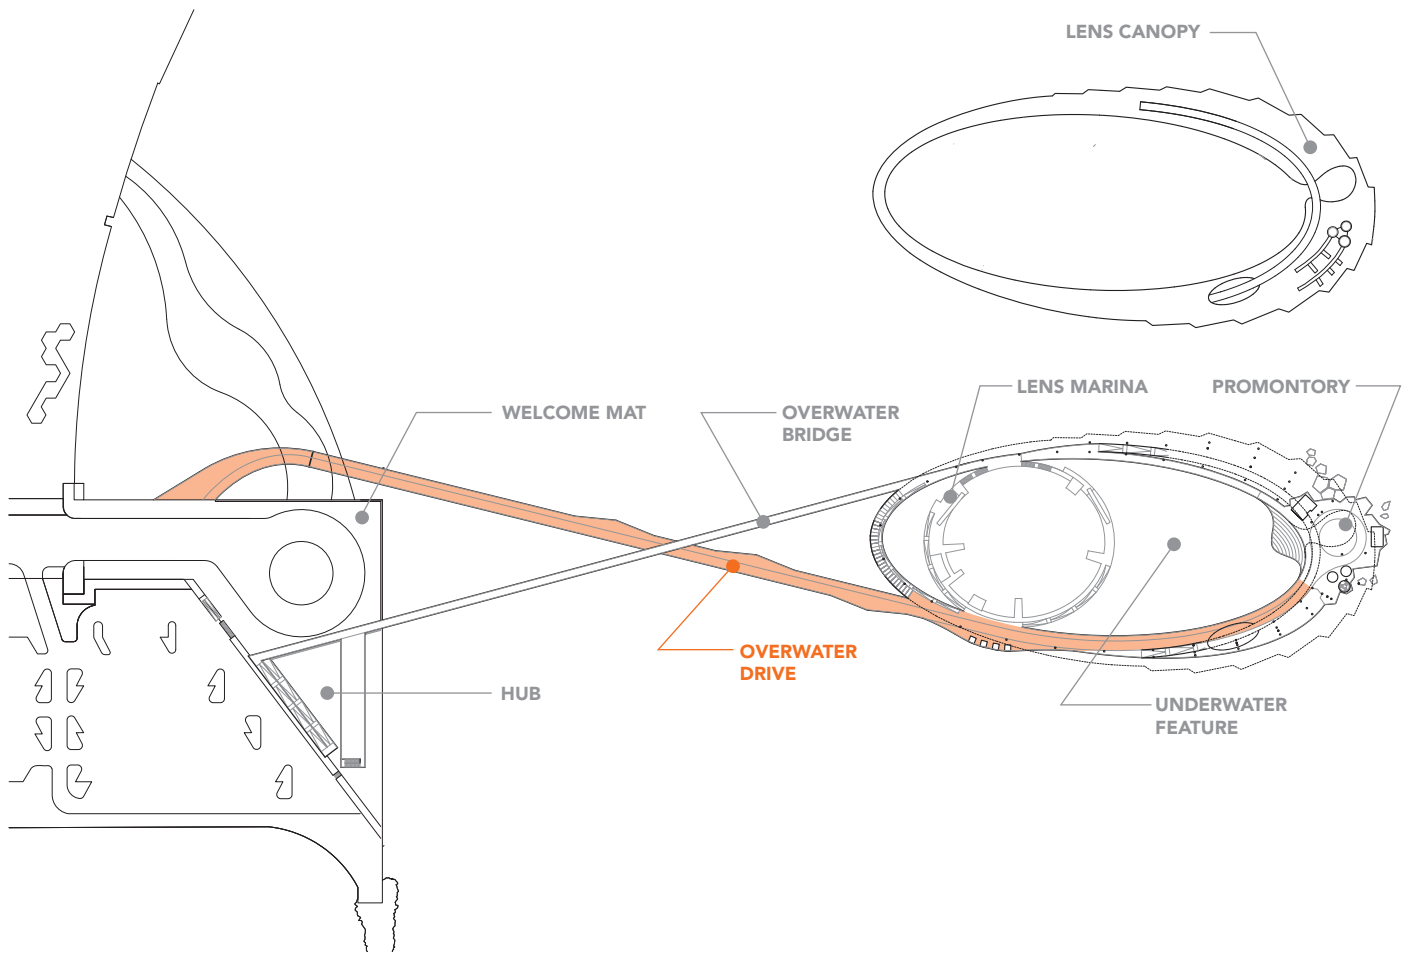 LENS CANOPY
LENS MARINA
PROMONTORY
WELCOME MAT
OVERWATER
BRIDGE
OVERWATER
DRIVE
HUB
UNDERWATER
FEATURE